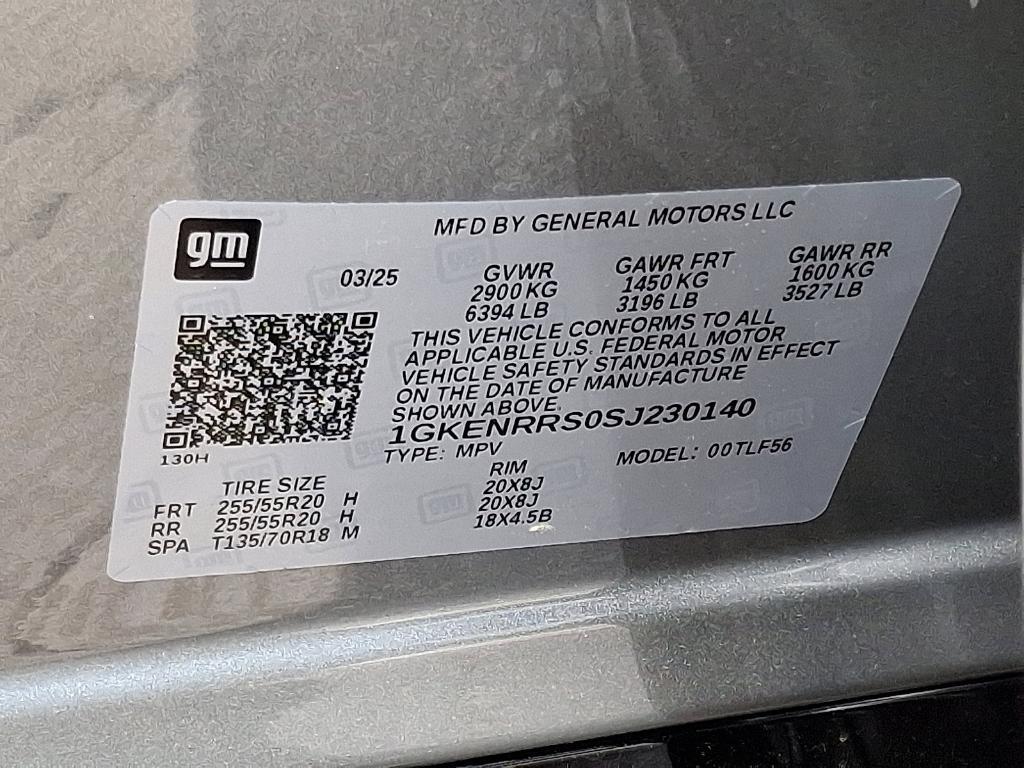 gm
MFD BY GENERAL MOTORS LLC
03/25
GVWR
2900 KG
6394 LB
GAWR FRT
1450 KG
3196 LB
GAWR RR
1600 KG
3527 LB
THIS VEHICLE CONFORMS TO ALL
APPLICABLE U.S. FEDERAL MOTOR
VEHICLE SAFETY STANDARDS IN EFFECT
ON THE DATE OF MANUFACTURE
SHOWN ABOVE.
1GKENRRS0SJ230140
TYPE: MPV
MODEL: 00TLF56
130H
TIRE SIZE
RIM
FRT 255/55R20 H 20X8J
RR 255/55R20 H 20X8J
SPA T135/70R18 M 18X4.5B